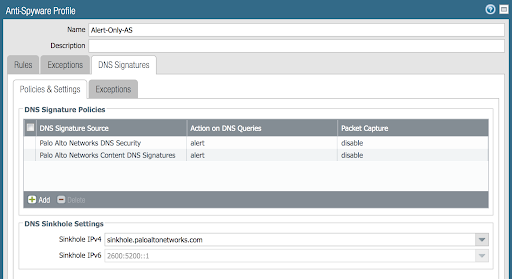 Anti-Spyware Profile
Name Alert-Only-AS
Description
Rules Exceptions DNS Signatures
Policies & Settings Exceptions
DNS Signature Policies
DNS Signature Source Action on DNS Queries Packet Capture
Palo Alto Networks DNS Security alert disable
Palo Alto Networks Content DNS Signatures alert disable
Add Delete
DNS Sinkhole Settings
Sinkhole IPv4 sinkhole.paloaltonetworks.com
Sinkhole IPv6 2600:5200::1